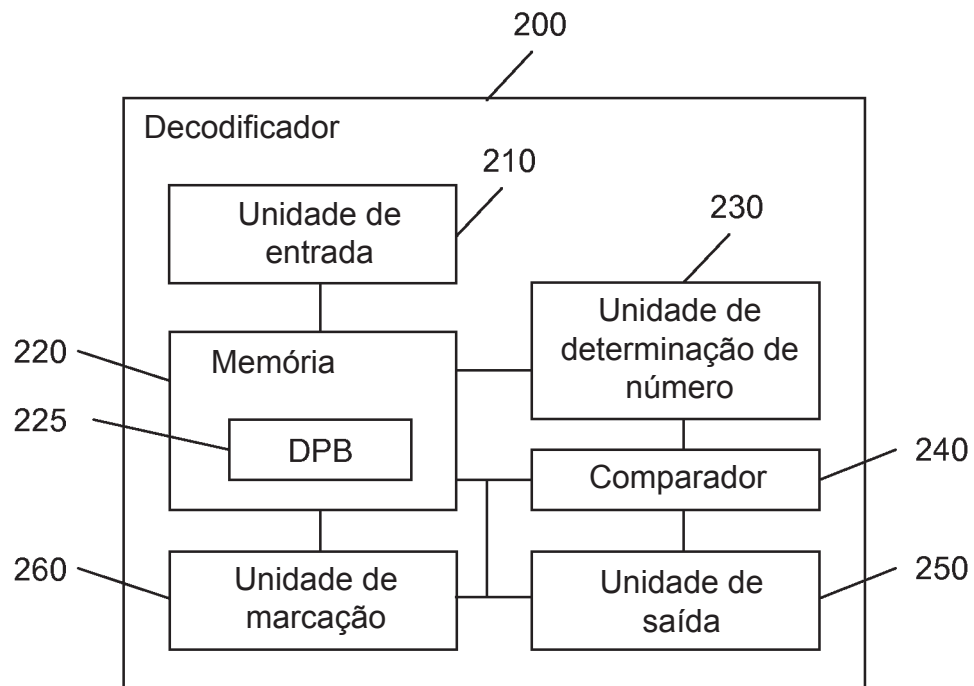 200
Decodificador
210
Unidade de
entrada
230
Unidade de
determinação de
número
220
Memória
225
DPB
240
Comparador
260
Unidade de
marcação
250
Unidade de
saída